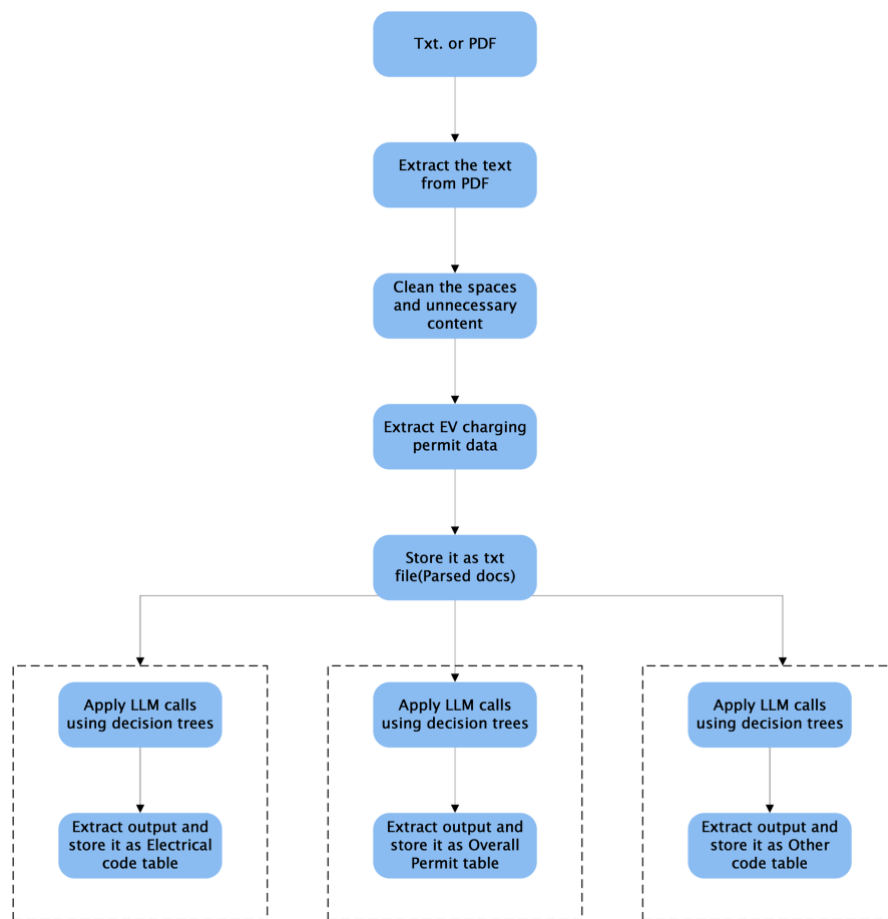 Txt. or PDF
Extract the text
from PDF
Clean the spaces
and unnecessary
content
Extract EV charging
permit data
Store it as txt
file(Parsed docs)
Apply LLM calls
using decision trees
Extract output and
store it as Electrical
code table
Apply LLM calls
using decision trees
Extract output and
store it as Overall
Permit table
Apply LLM calls
using decision trees
Extract output and
store it as Other
code table